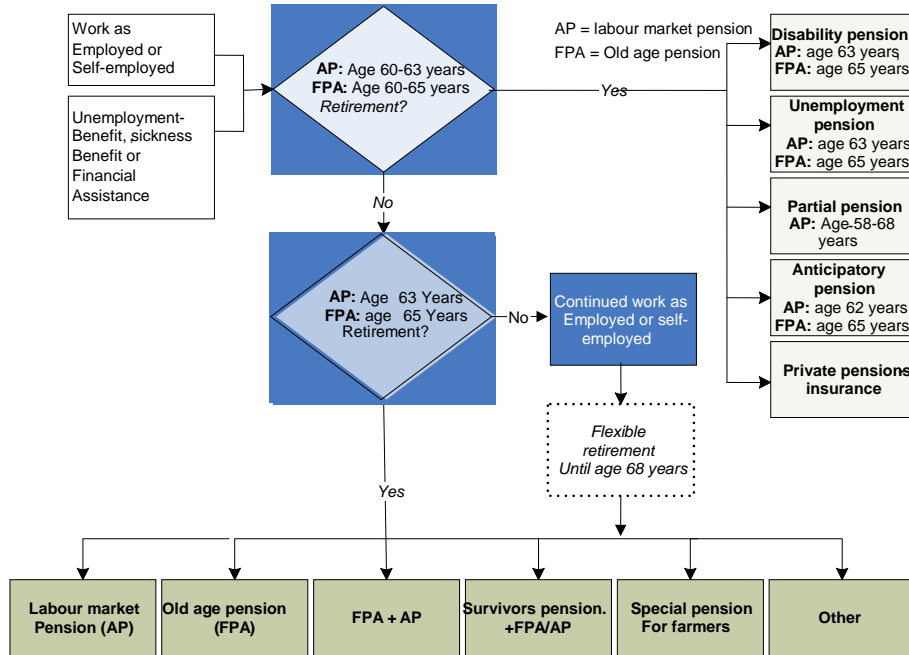 Work as
Employed or
Self-employed
Unemployment-
Benefit, sickness
Benefit or
Financial
Assistance
AP: Age 60-63 years
FPA: Age 60-65 years
Retirement?
AP = labour market pension
FPA = Old age pension
Yes
Disability pension
AP: age 63 years
FPA: age 65 years
Unemployment
pension
AP: age 63 years
FPA: age 65 years
Partial pension
AP: Age-58-68
years
Anticipatory
pension
AP: age 62 years
FPA: age 65 years
Private pensions-
insurance
No
AP: Age 63 Years
FPA: age 65 Years
Retirement?
No
Continued work as
Employed or self-
employed
Flexible
retirement
Until age 68 years
Yes
Labour market
Pension (AP)
Old age pension
(FPA)
FPA + AP
Survivors pension.
+FPA/AP
Special pension
For farmers
Other